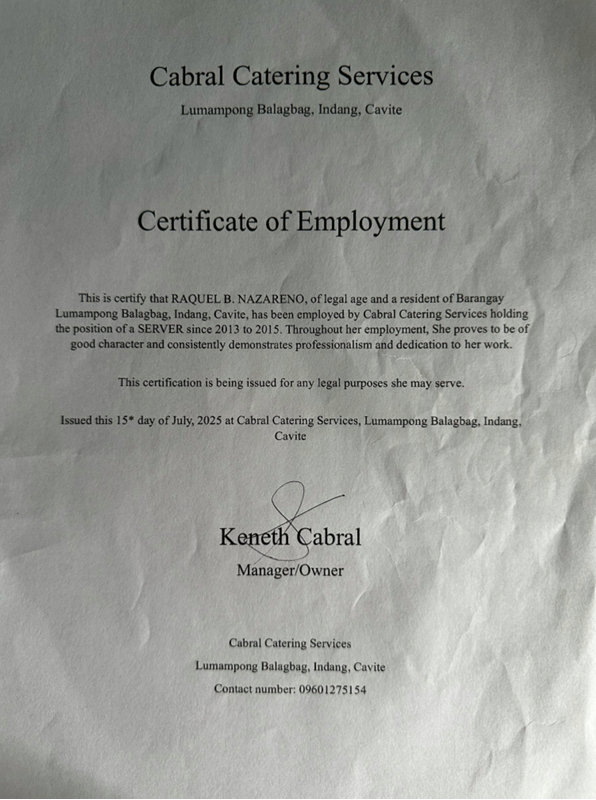 Cabral Catering Services
Lumampong Balagbag, Indang, Cavite
Certificate of Employment
This is certify that RAQUEL B. NAZARENO, of legal age and a resident of Barangay
Lumampong Balagbag, Indang, Cavite, has been employed by Cabral Catering Services holding
the position of a SERVER since 2013 to 2015. Throughout her employment, She proves to be of
good character and consistently demonstrates professionalism and dedication to her work.
This certification is being issued for any legal purposes she may serve.
Issued this 15* day of July, 2025 at Cabral Catering Services, Lumampong Balagbag, Indang,
Cavite
Keneth Cabral
Manager/Owner
Cabral Catering Services
Lumampong Balagbag, Indang, Cavite
Contact number: 09601275154